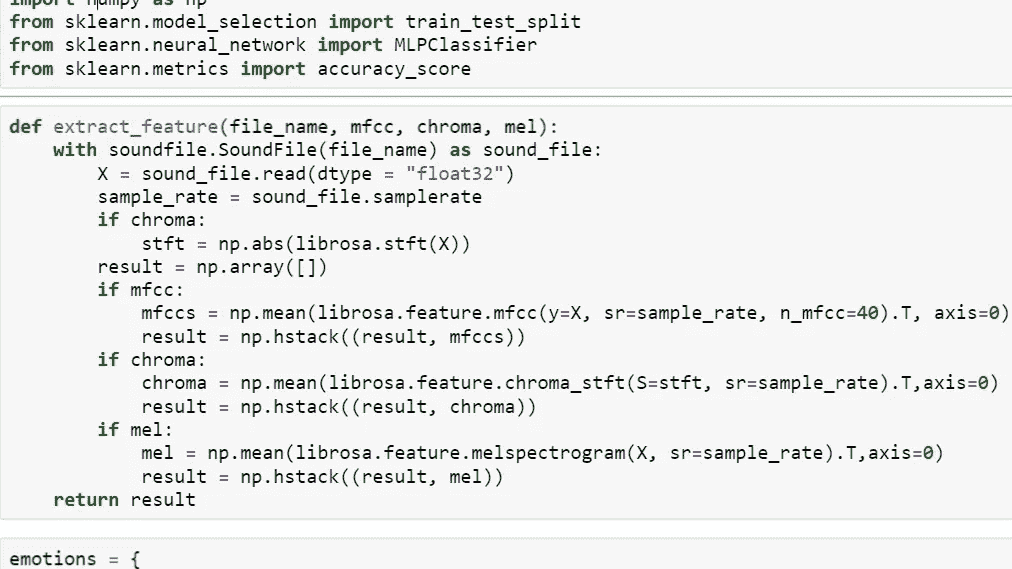 import numpy as np
from sklearn.model_selection import train_test_split
from sklearn.neural_network import MLPClassifier
from sklearn.metrics import accuracy_score
def extract_feature(file_name, mfcc, chroma, mel):
    with soundfile.SoundFile(file_name) as sound_file:
        X = sound_file.read(dtype = "float32")
        sample_rate = sound_file.samplerate
        if chroma:
            stft = np.abs(librosa.stft(X))
        result = np.array([])
        if mfcc:
            mfccs = np.mean(librosa.feature.mfcc(y=X, sr=sample_rate, n_mfcc=40).T, axis=0)
            result = np.hstack((result, mfccs))
        if chroma:
            chroma = np.mean(librosa.feature.chroma_stft(S=stft, sr=sample_rate).T,axis=0)
            result = np.hstack((result, chroma))
        if mel:
            mel = np.mean(librosa.feature.melspectrogram(X, sr=sample_rate).T,axis=0)
            result = np.hstack((result, mel))
    return result
emotions = {